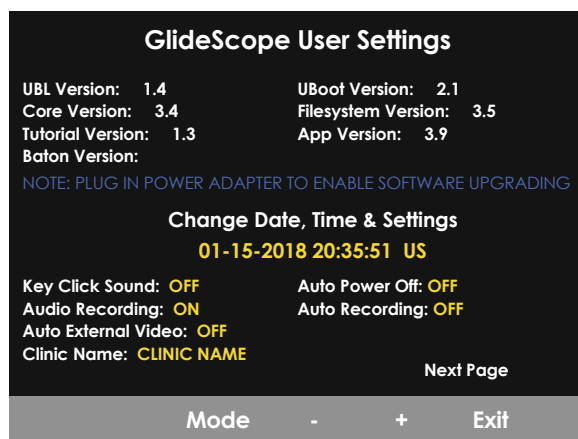 GlideScope User Settings
UBL Version: 1.4 UBoot Version: 2.1
Core Version: 3.4 Filesystem Version: 3.5
Tutorial Version: 1.3 App Version: 3.9
Baton Version:
NOTE: PLUG IN POWER ADAPTER TO ENABLE SOFTWARE UPGRADING
Change Date, Time & Settings
01-15-2018 20:35:51 US
Key Click Sound: OFF Auto Power Off: OFF
Audio Recording: ON Auto Recording: OFF
Auto External Video: OFF
Clinic Name: CLINIC NAME
Next Page
Mode - + Exit